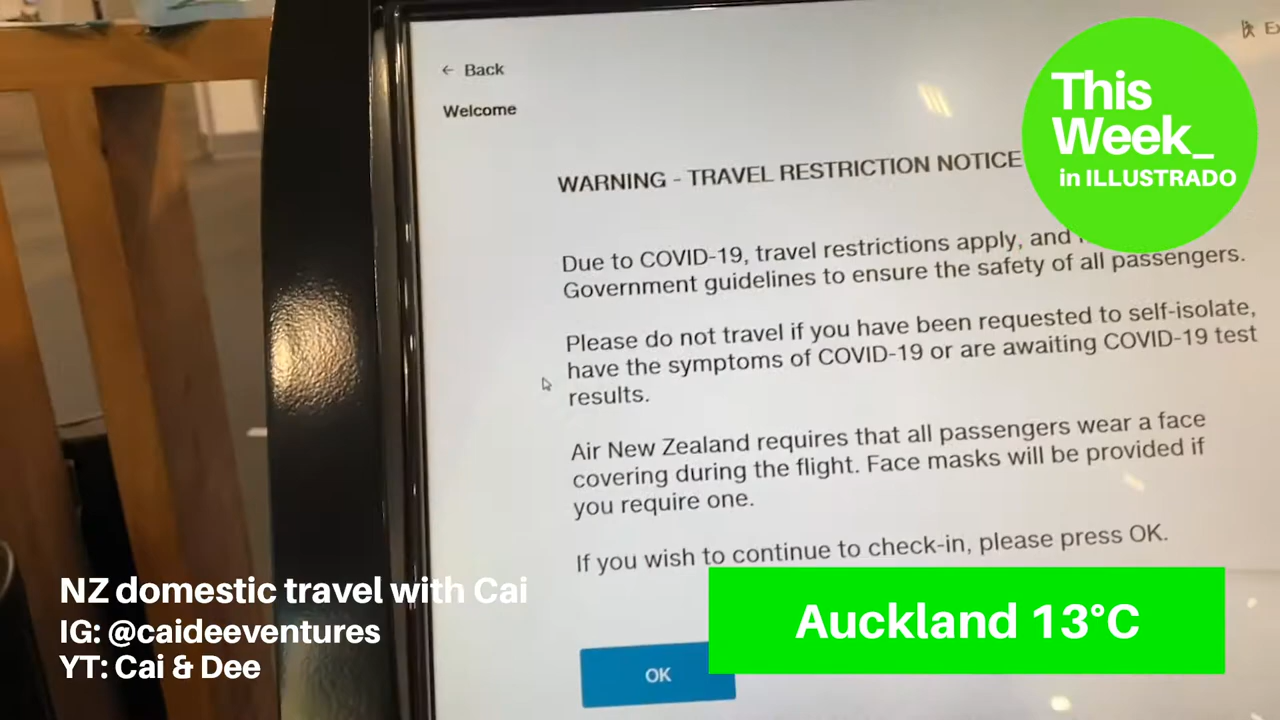 ← Back
Ex
Welcome
This
Week_
in ILLUSTRADO
WARNING - TRAVEL RESTRICTION NOTICE
Due to COVID-19, travel restrictions apply, and
Government guidelines to ensure the safety of all passengers.
Please do not travel if you have been requested to self-isolate,
have the symptoms of COVID-19 or are awaiting COVID-19 test
results.
Air New Zealand requires that all passengers wear a face
covering during the flight. Face masks will be provided if
you require one.
If you wish to continue to check-in, please press OK.
OK
NZ domestic travel with Cai
IG: @caideeventures
YT: Cai & Dee
Auckland 13°C